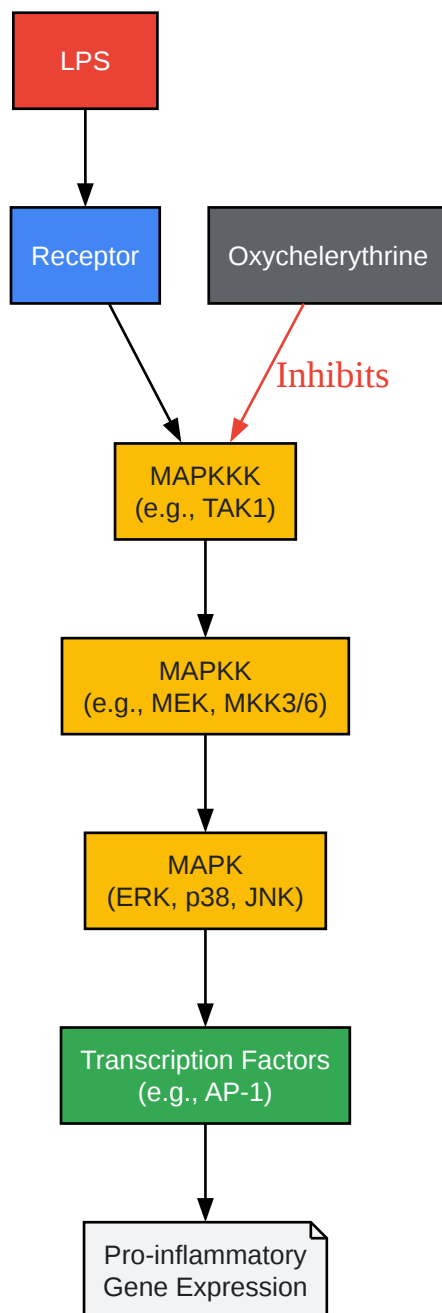 LPS
Receptor
Oxychelerythrine
Inhibits
MAPKKK
(e.g., TAK1)
MAPKK
(e.g., MEK, MKK3/6)
MAPK
(ERK, p38, JNK)
Transcription Factors
(e.g., AP-1)
Pro-inflammatory
Gene Expression